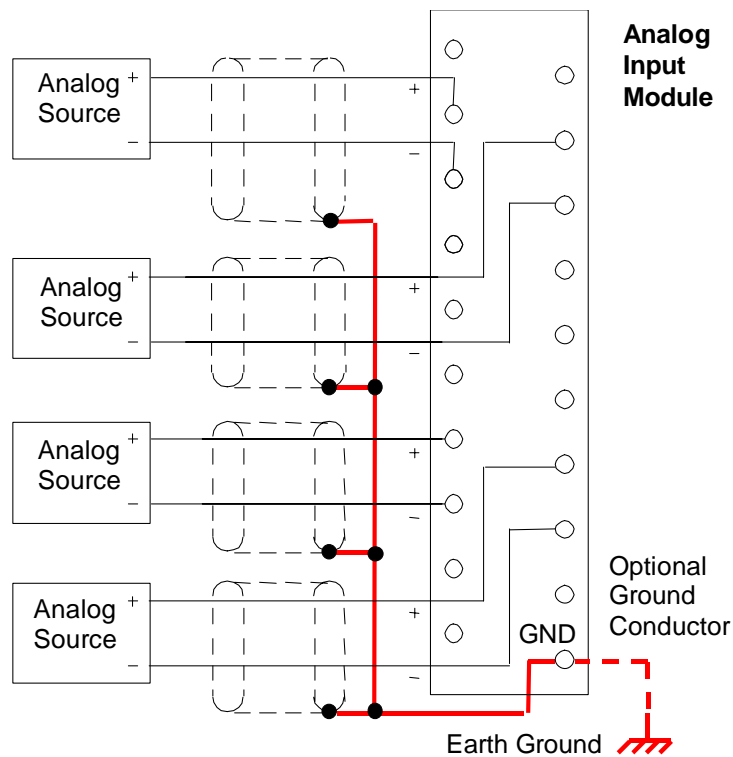 Analog
Input
Module
Analog
Source
+
−
+
−
Analog
Source
+
−
+
−
Analog
Source
+
−
+
−
Analog
Source
+
−
+
−
Optional
Ground
Conductor
GND
Earth Ground